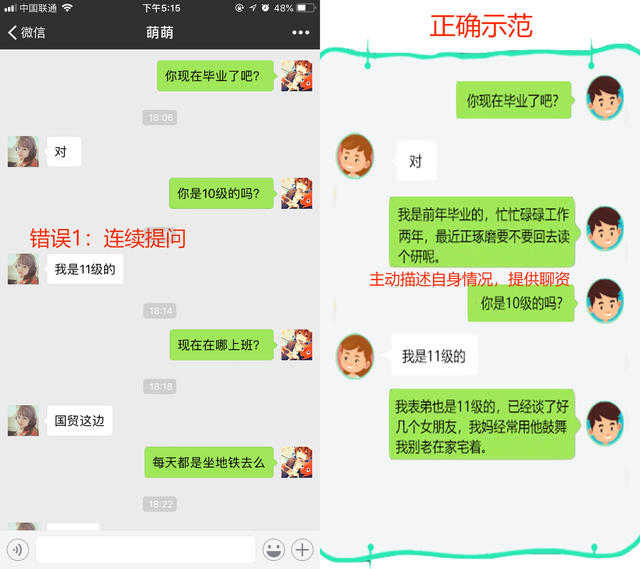 中国联通
下午5:15
48%
微信
萌萌
你现在毕业了吧?
18:06
对
你是10级的吗?
错误1：连续提问
我是11级的
18:14
现在在哪上班?
18:18
国贸这边
每天都是坐地铁去么
18:22
正确示范
你现在毕业了吧?
对
我是前年毕业的，忙忙碌碌工作
两年，最近正琢磨要不要回去读
个研呢。
主动描述自身情况，提供聊资
你是10级的吗?
我是11级的
我表弟也是11级的，已经谈了好
几个女朋友，我妈经常用他鼓舞
我别老在家宅着。